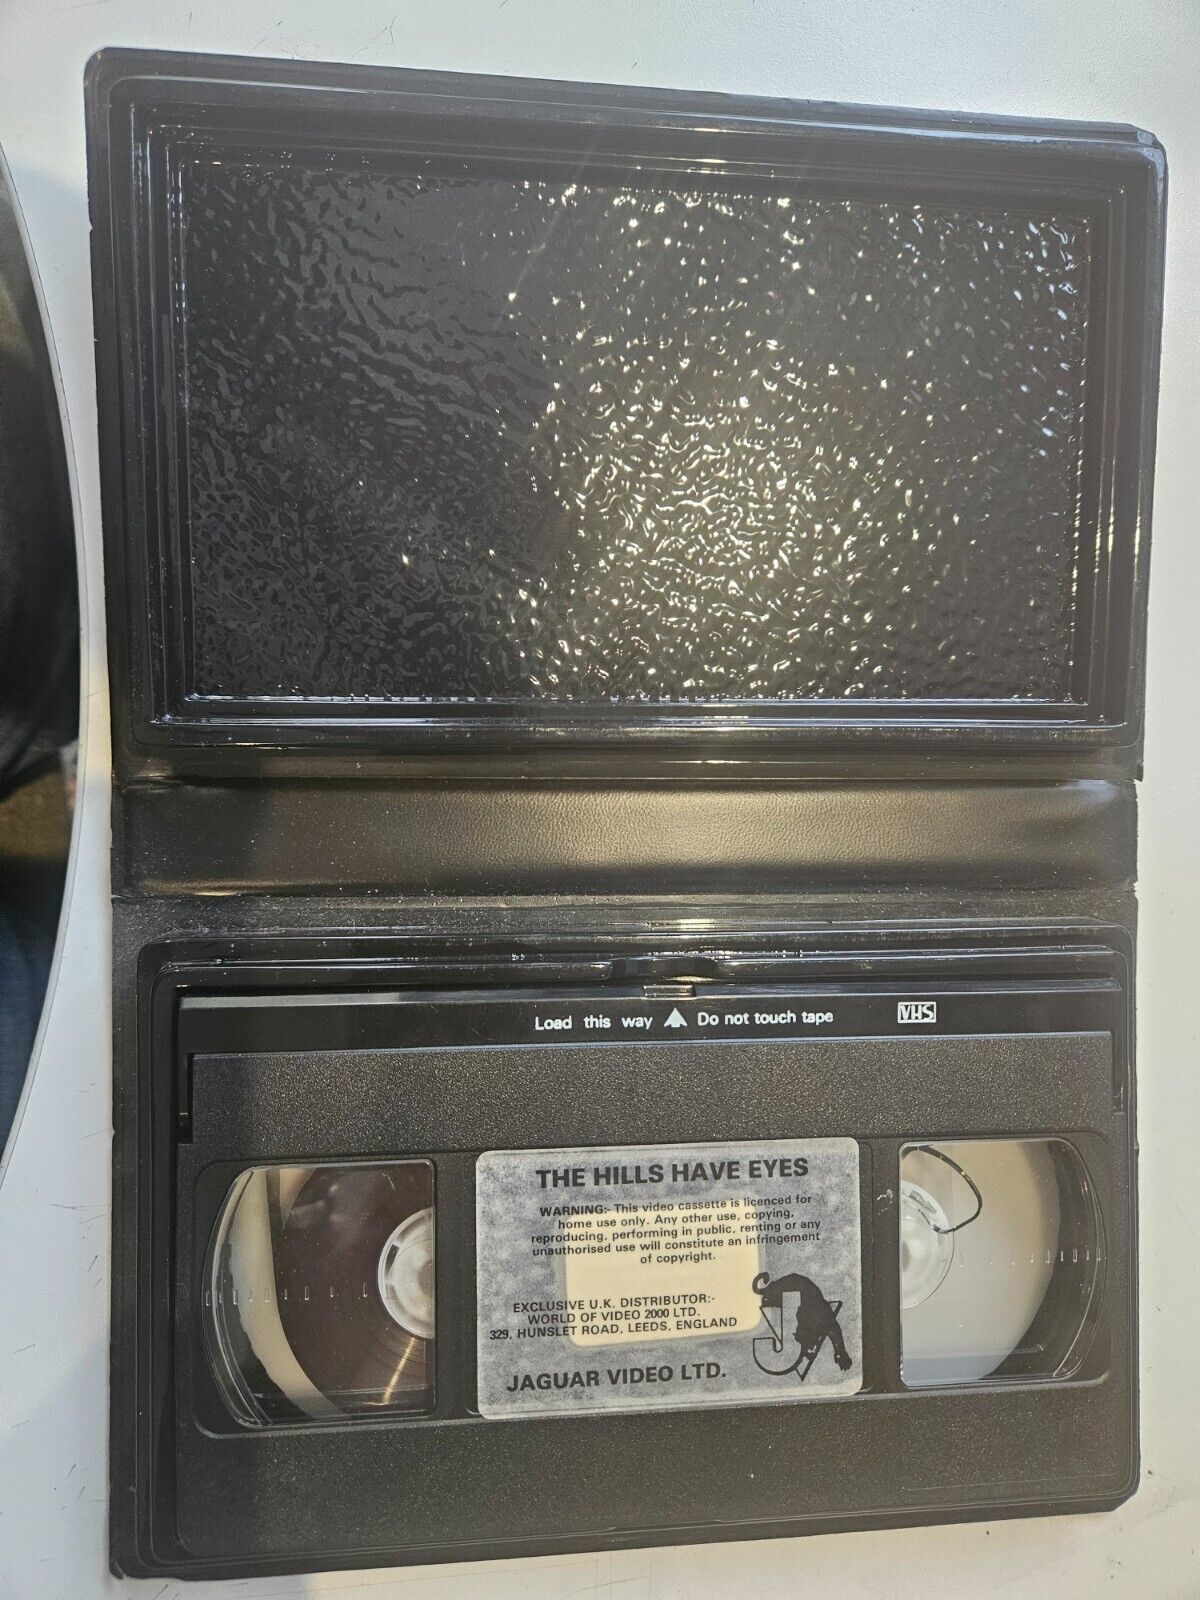 Load this way Do not touch tape VHS
THE HILLS HAVE EYES
WARNING:- This video cassette is licenced for
home use only. Any other use, copying,
reproducing, performing in public, renting or any
unauthorised use will constitute an infringement
of copyright.
EXCLUSIVE U.K. DISTRIBUTOR:-
WORLD OF VIDEO 2000 LTD.
329, HUNSLET ROAD, LEEDS, ENGLAND
JAGUAR VIDEO LTD.